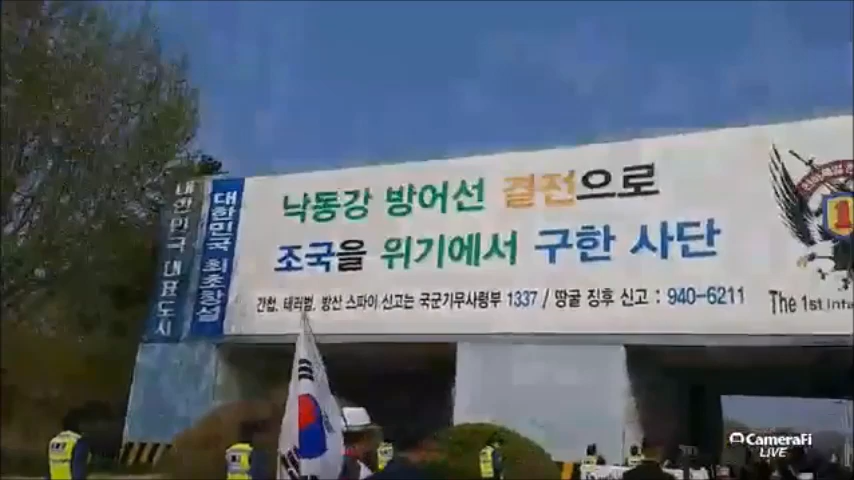 낙동강 방어선 결전으로
조국을 위기에서 구한 사단
간첩, 테러범, 방산 스파이 신고는 국군기무사령부 1337 / 땅굴 징후 신고 : 940-6211
대한민국 최초창설
대한민국 대표도시
1
The 1st
CameraFi
LIVE